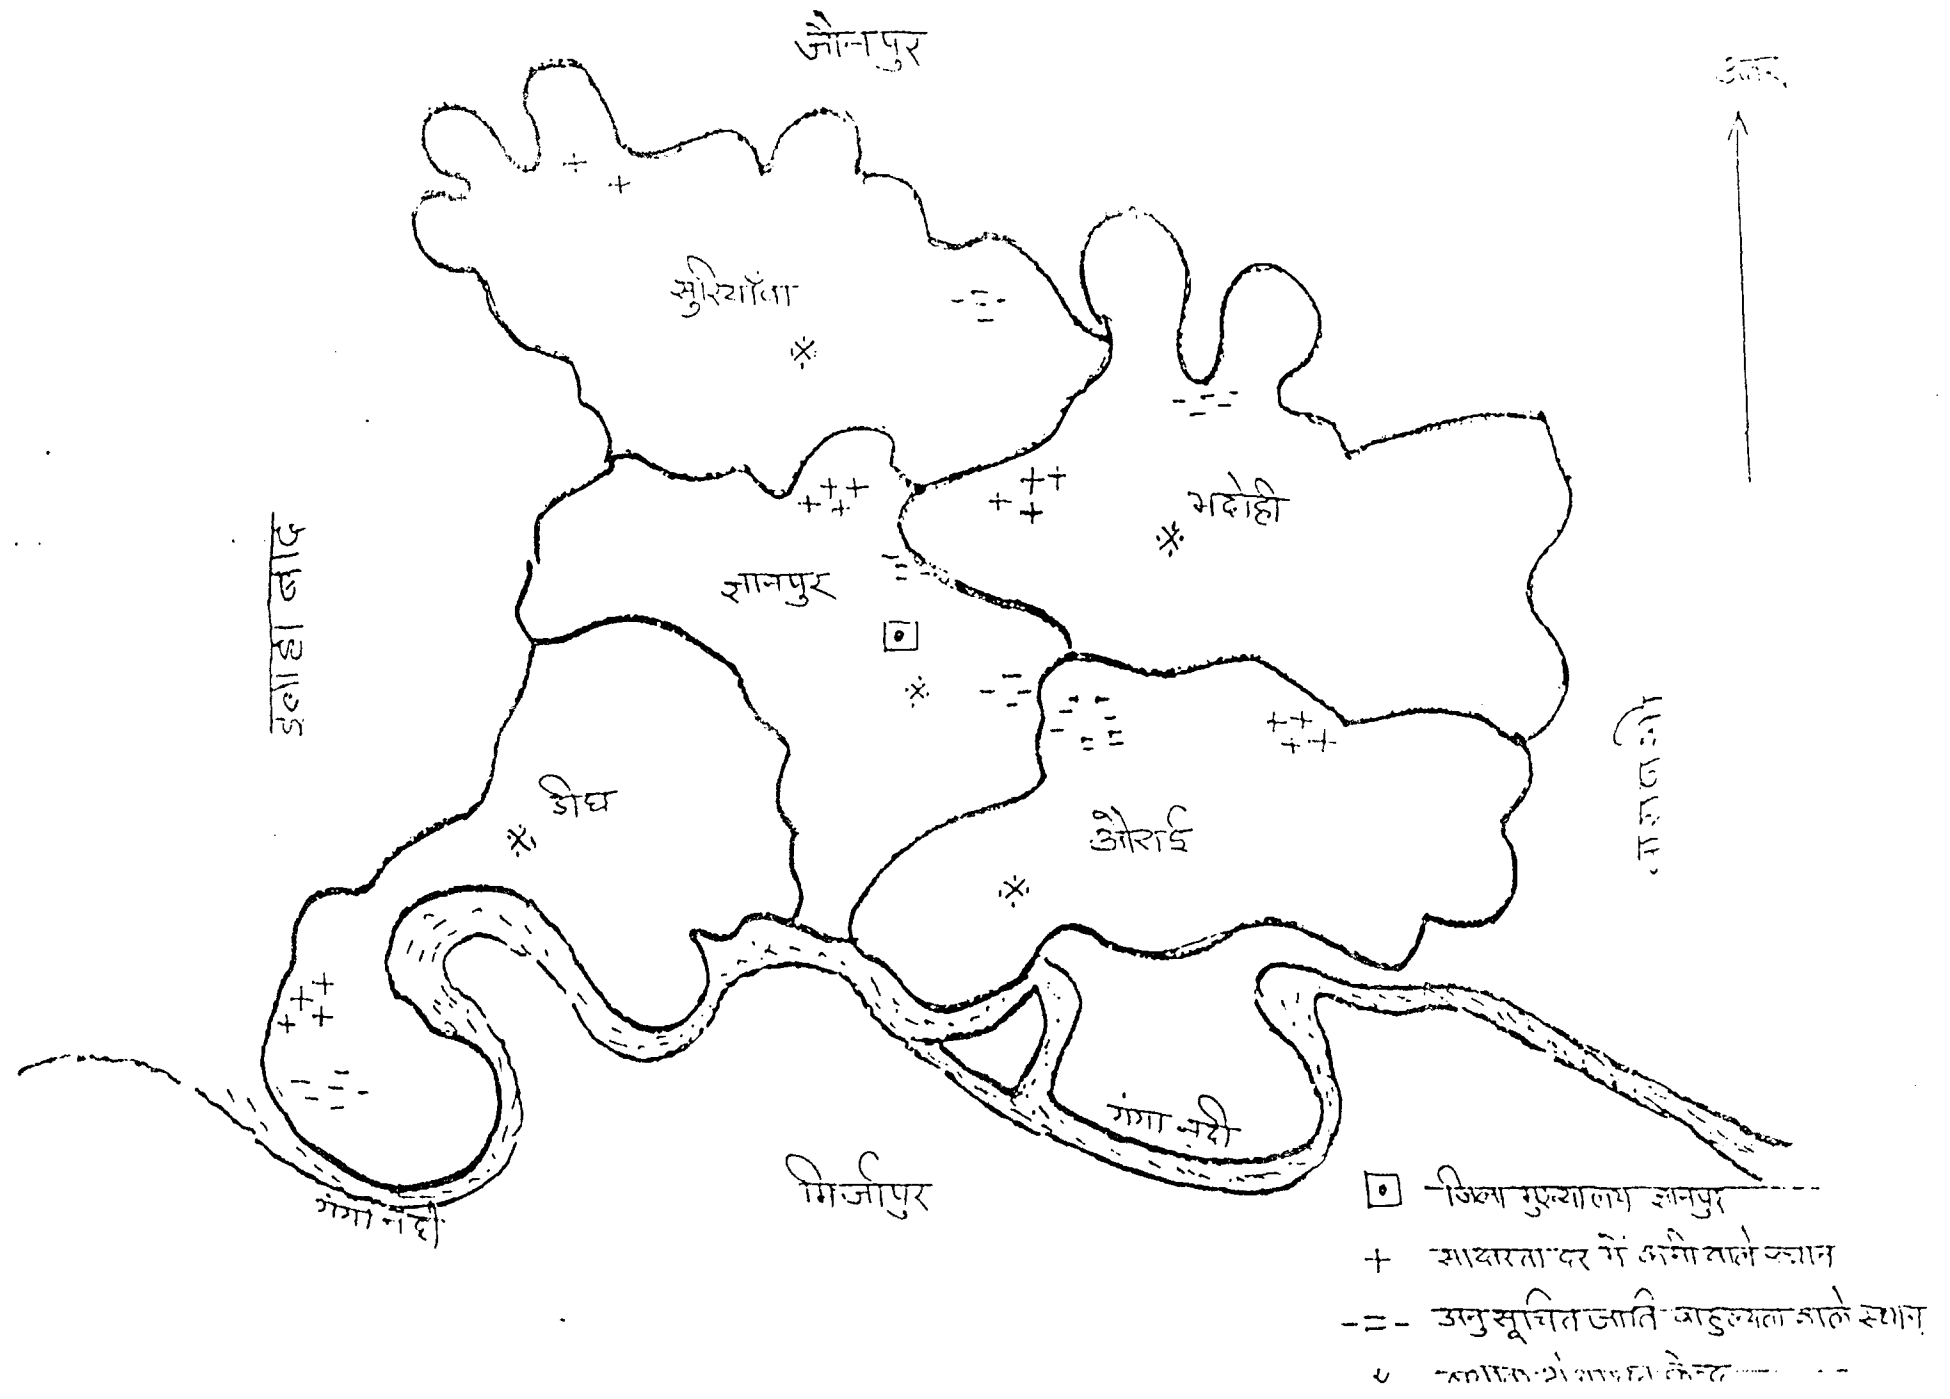 जौनपुर
उत्तर
सुरियाँवा
भदोही
इलाहाबाद
ज्ञानपुर
वाराणसी
डीघ
औराई
गंगा नदी
मिर्जापुर
गंगा नदी
जिला मुख्यालय ज्ञानपुर
+ साक्षरता दर में कमी वाले स्थान
अनुसूचित जाति बाहुल्यता वाले स्थान
केन्द्र